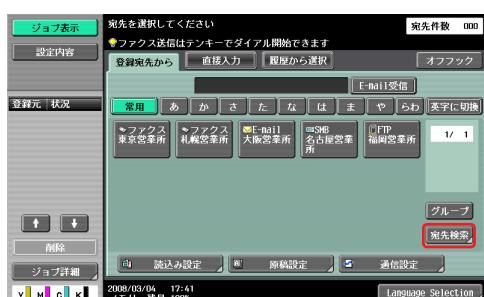 ジョブ表示
設定内容
登録元 状況
削除
ジョブ詳細
Y M C K
宛先を選択してください
宛先件数 000
ファクス送信はテンキーでダイアル開始できます
登録宛先から 直接入力 履歴から選択 オフフック
E-mail受信
常用 あ か さ た な は ま や らわ 英字に切換
ファクス
東京営業所
ファクス
札幌営業所
E-mail
大阪営業所
SMB
名古屋営業
所
FTP
福岡営業所
1/ 1
グループ
宛先検索
読込み設定 原稿設定 通信設定
2008/03/04 17:41
Language Selection